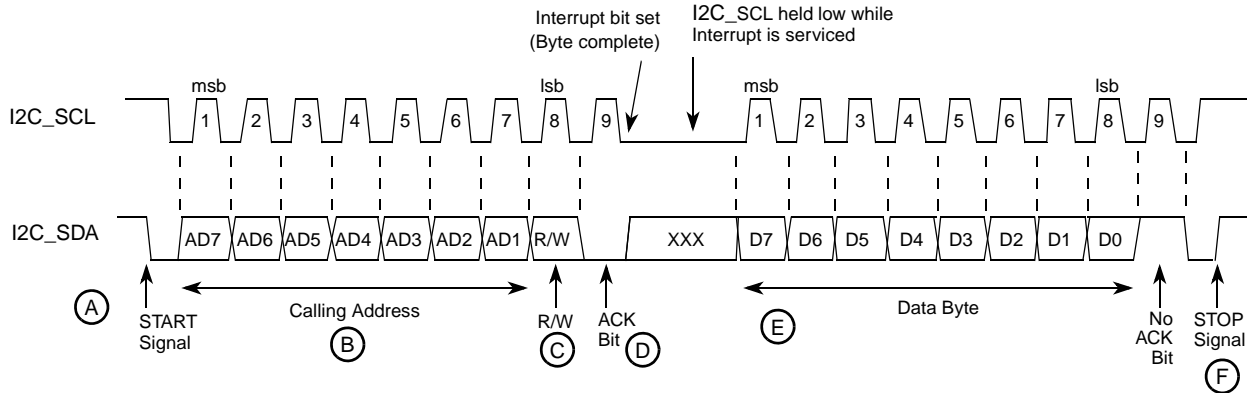 Interrupt bit set
(Byte complete)
I2C_SCL held low while
Interrupt is serviced
msb
lsb
msb
lsb
I2C_SCL
1 2 3 4 5 6 7 8 9 1 2 3 4 5 6 7 8 9
I2C_SDA
AD7 AD6 AD5 AD4 AD3 AD2 AD1 R/W XXX D7 D6 D5 D4 D3 D2 D1 D0
A
START
Signal
Calling Address
B
R/W
C
ACK
Bit
D
E
Data Byte
No
ACK
Bit
STOP
Signal
F